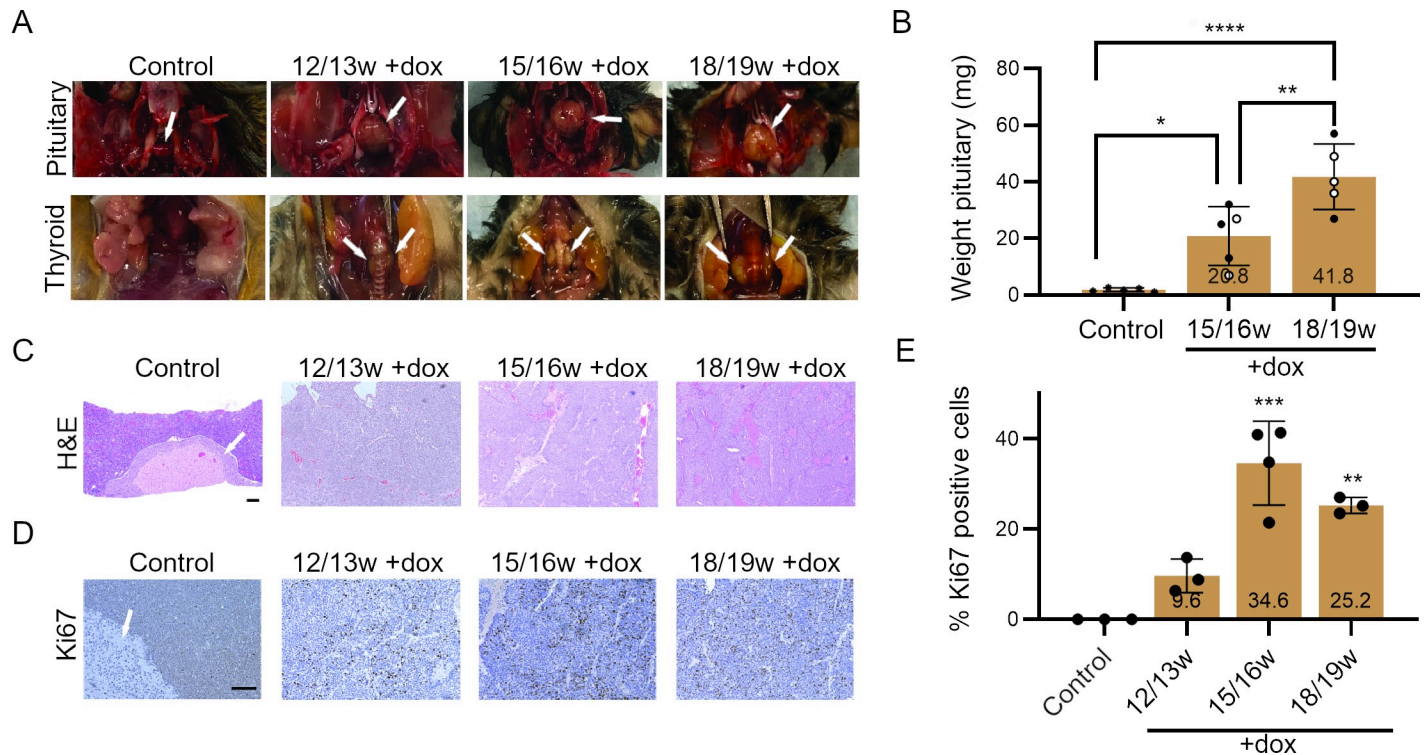 A
Control
12/13w +dox
15/16w +dox
18/19w +dox
Pituitary
Thyroid
B
Weight pituitary (mg)
80
60
40
20
0
****
*
**
20.8
41.8
Control
15/16w
18/19w
+dox
C
Control
12/13w +dox
15/16w +dox
18/19w +dox
H&E
D
Control
12/13w +dox
15/16w +dox
18/19w +dox
Ki67
E
% Ki67 positive cells
40
20
0
***
**
9.6
34.6
25.2
Control
12/13w
15/16w
18/19w
+dox